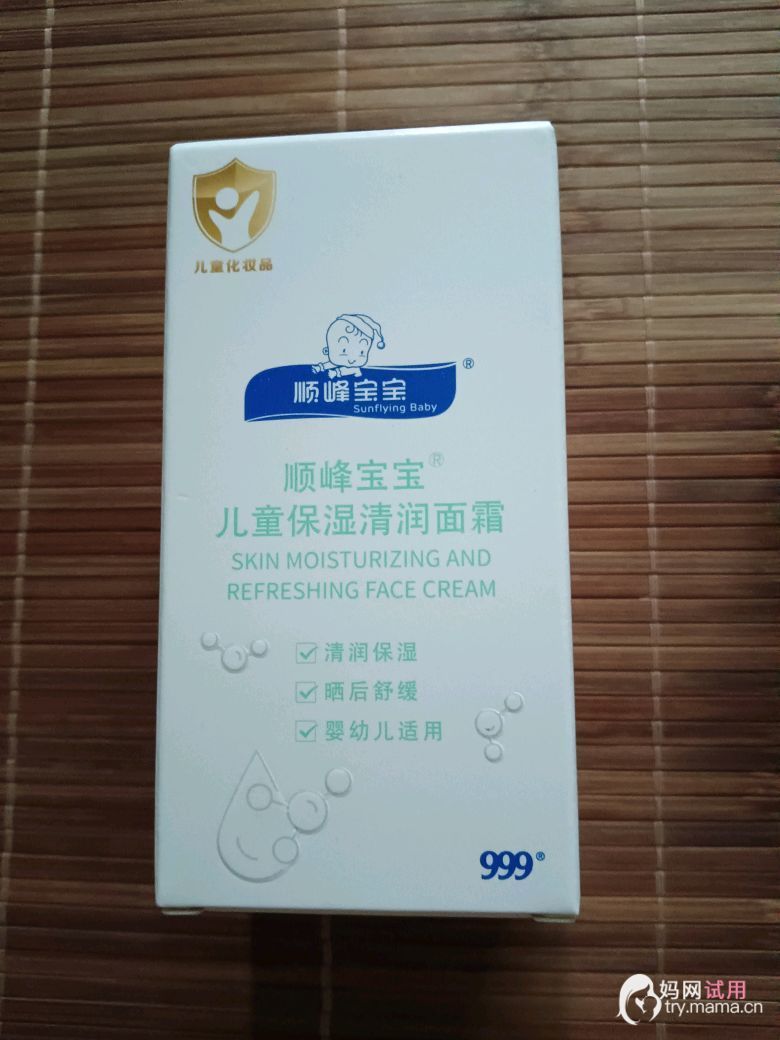 儿童化妆品
顺峰宝宝®
Sunflying Baby
顺峰宝宝®
儿童保湿清润面霜
SKIN MOISTURIZING AND
REFRESHING FACE CREAM
清润保湿
晒后舒缓
婴幼儿适用
999®
妈网试用
try.mama.cn